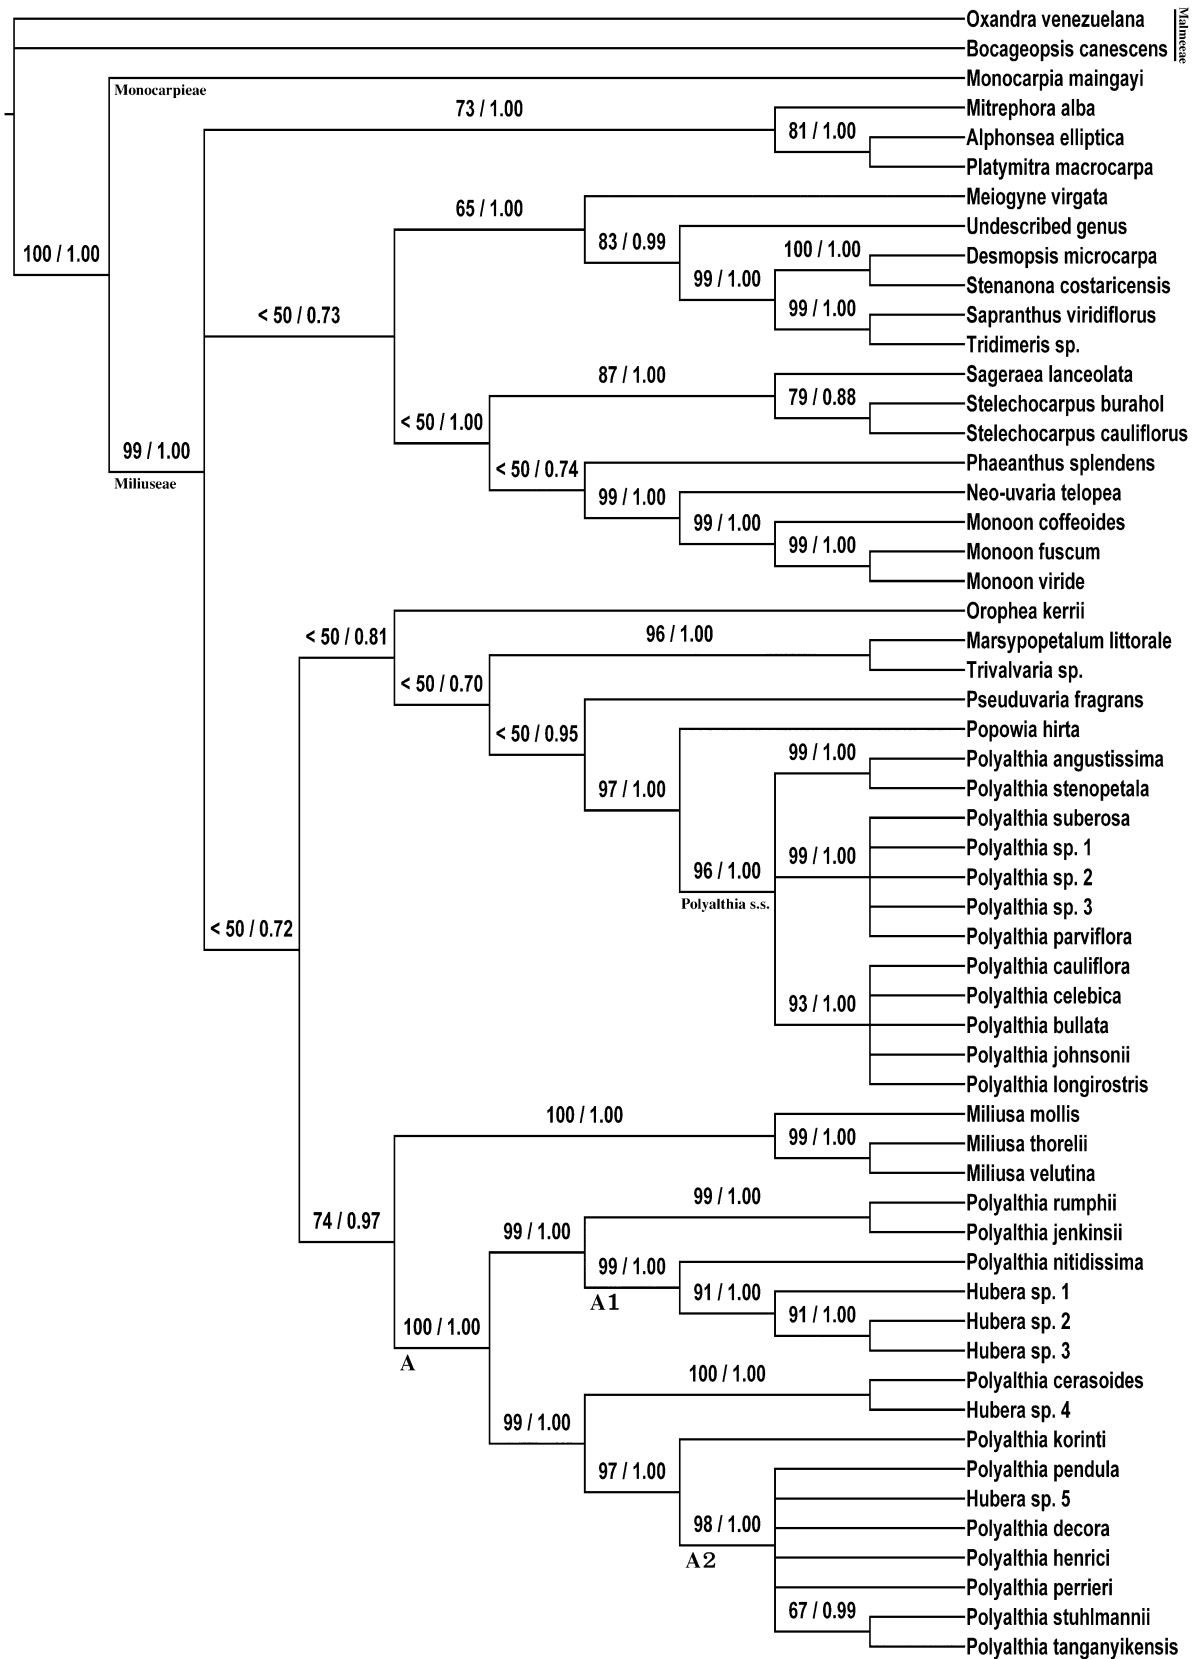 Oxandra venezuelana
Malmeeae
Bocageopsis canescens
Monocarpia maingayi
Monocarpieae
73 / 1.00
Mitrephora alba
81 / 1.00
Alphonsea elliptica
Platymitra macrocarpa
65 / 1.00
Meiogyne virgata
83 / 0.99
Undescribed genus
100 / 1.00
100 / 1.00
Desmopsis microcarpa
99 / 1.00
Stenanona costaricensis
< 50 / 0.73
99 / 1.00
Sapranthus viridiflorus
Tridimeris sp.
87 / 1.00
Sageraea lanceolata
79 / 0.88
Stelechocarpus burahol
< 50 / 1.00
Stelechocarpus cauliflorus
99 / 1.00
Miliuseae
< 50 / 0.74
Phaeanthus splendens
99 / 1.00
Neo-uvaria telopea
99 / 1.00
Monoon coffeoides
99 / 1.00
Monoon fuscum
Monoon viride
Orophea kerrii
< 50 / 0.81
96 / 1.00
Marsypopetalum littorale
Trivalvaria sp.
< 50 / 0.70
Pseuduvaria fragrans
< 50 / 0.95
Popowia hirta
99 / 1.00
Polyalthia angustissima
97 / 1.00
Polyalthia stenopetala
Polyalthia suberosa
99 / 1.00
Polyalthia sp. 1
96 / 1.00
Polyalthia sp. 2
Polyalthia s.s.
Polyalthia sp. 3
< 50 / 0.72
Polyalthia parviflora
Polyalthia cauliflora
93 / 1.00
Polyalthia celebica
Polyalthia bullata
Polyalthia johnsonii
Polyalthia longirostris
100 / 1.00
Miliusa mollis
99 / 1.00
Miliusa thorelii
Miliusa velutina
99 / 1.00
Polyalthia rumphii
74 / 0.97
99 / 1.00
Polyalthia jenkinsii
99 / 1.00
A1
Polyalthia nitidissima
91 / 1.00
Hubera sp. 1
91 / 1.00
Hubera sp. 2
100 / 1.00
A
Hubera sp. 3
100 / 1.00
Polyalthia cerasoides
Hubera sp. 4
99 / 1.00
Polyalthia korinti
97 / 1.00
Polyalthia pendula
Hubera sp. 5
98 / 1.00
A2
Polyalthia decora
Polyalthia henrici
Polyalthia perrieri
67 / 0.99
Polyalthia stuhlmannii
Polyalthia tanganyikensis